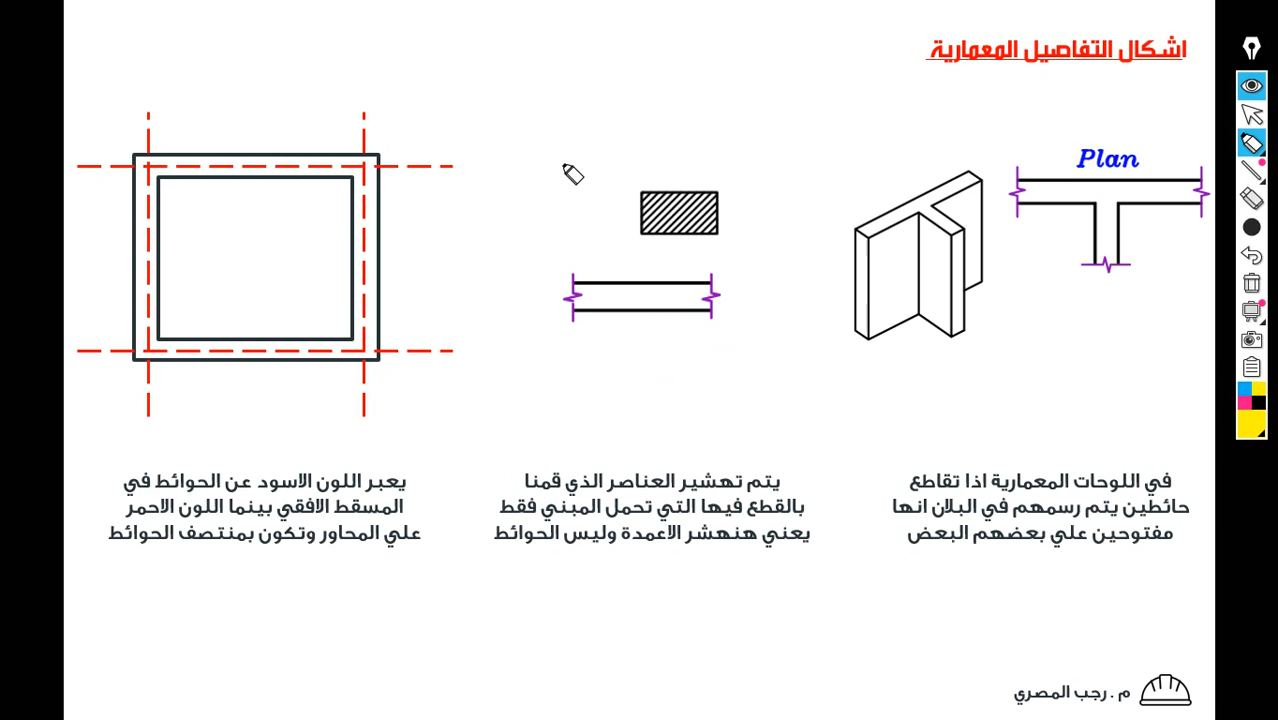 اشكال التفاصيل المعمارية
Plan
في اللوحات المعمارية اذا تقاطع
حائطين يتم رسمهم في البلان انها
مفتوحين علي بعضهم البعض
يتم تهشير العناصر الذي قمنا
بالقطع فيها التي تحمل المبني فقط
يعني هنهشر الاعمدة وليس الحوائط
يعبر اللون الاسود عن الحوائط في
المسقط الافقي بينما اللون الاحمر
علي المحاور وتكون بمنتصف الحوائط
م . رجب المصري